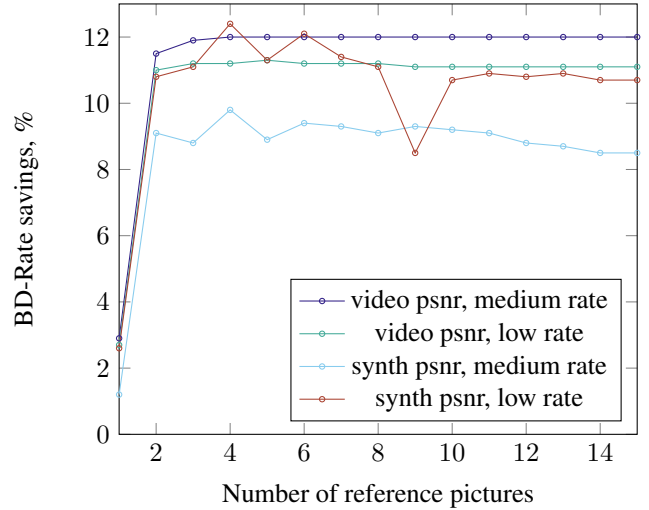 12
10
8
6
4
2
0
BD-Rate savings, %
video psnr, medium rate
video psnr, low rate
synth psnr, medium rate
synth psnr, low rate
2 4 6 8 10 12 14
Number of reference pictures